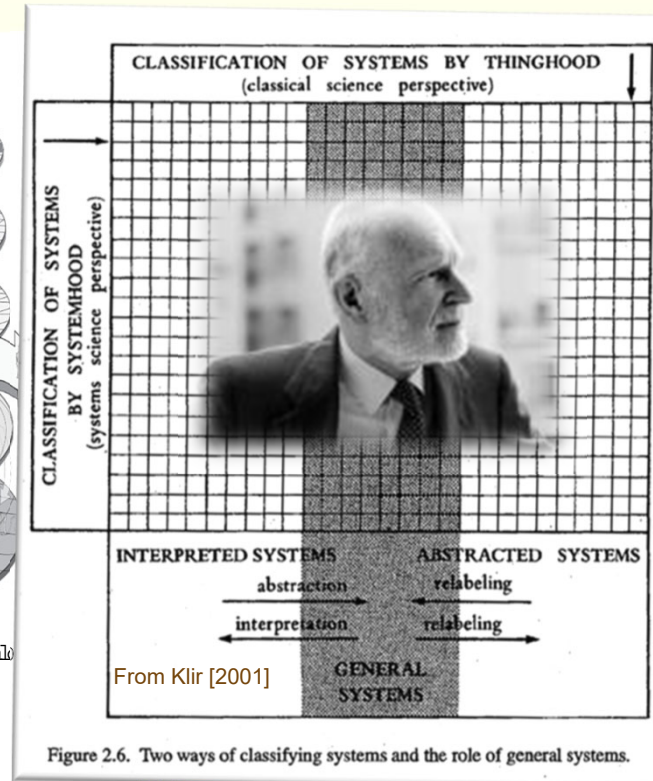 CLASSIFICATION OF SYSTEMS BY THINGHOOD
(classical science perspective)
CLASSIFICATION OF SYSTEMS
BY SYSTEMHOOD
(systems science perspective)
INTERPRETED SYSTEMS
ABSTRACTED SYSTEMS
abstraction
relabeling
interpretation
relabeling
From Klir [2001]
GENERAL
SYSTEMS
Figure 2.6. Two ways of classifying systems and the role of general systems.